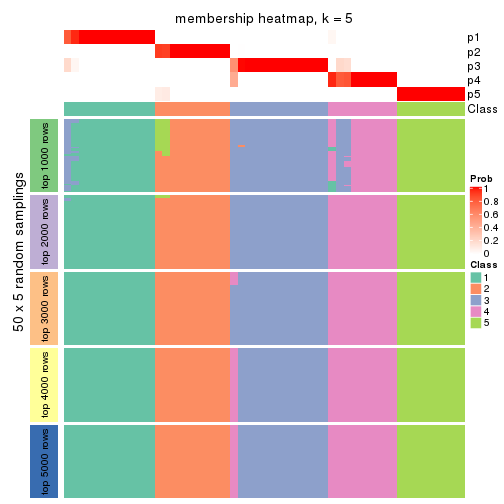 membership heatmap, k = 5
p1
p2
p3
p4
p5
Class
50 x 5 random samplings
top 1000 rows
top 2000 rows
top 3000 rows
top 4000 rows
top 5000 rows
Prob
1
0.8
0.6
0.4
0.2
0
Class
1
2
3
4
5